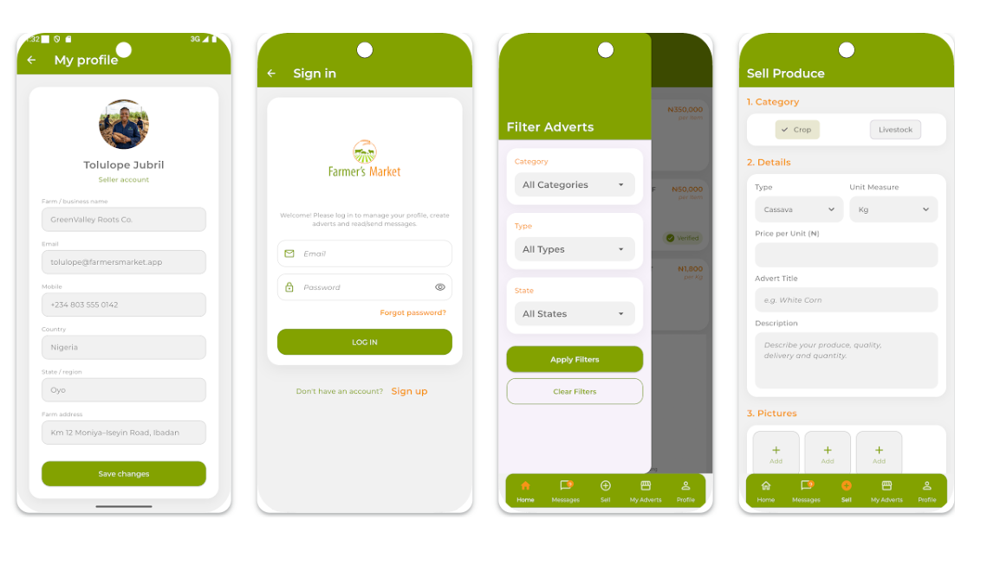 :32
3G
My profile
Tolulope Jubril
Seller account
Farm / business name
GreenValley Roots Co.
Email
tolulope@farmersmarket.app
Mobile
+234 803 555 0142
Country
Nigeria
State / region
Oyo
Farm address
Km 12 Moniya–Iseyin Road, Ibadan
Save changes
Sign in
Farmer's Market
Welcome! Please log in to manage your profile, create
adverts and read/send messages.
Email
Password
Forgot password?
LOG IN
Don't have an account? Sign up
Filter Adverts
Category
All Categories
Type
All Types
State
All States
Apply Filters
Clear Filters
₦350,000
per item
F ₦50,000
per item
Verified
₦1,800
per Kg
Home Messages Sell My Adverts Profile
Sell Produce
1. Category
Crop Livestock
2. Details
Type Unit Measure
Cassava Kg
Price per Unit (₦)
Advert Title
e.g. White Corn
Description
Describe your produce, quality,
delivery and quantity.
3. Pictures
Add Add Add
Home Messages Sell My Adverts Profile